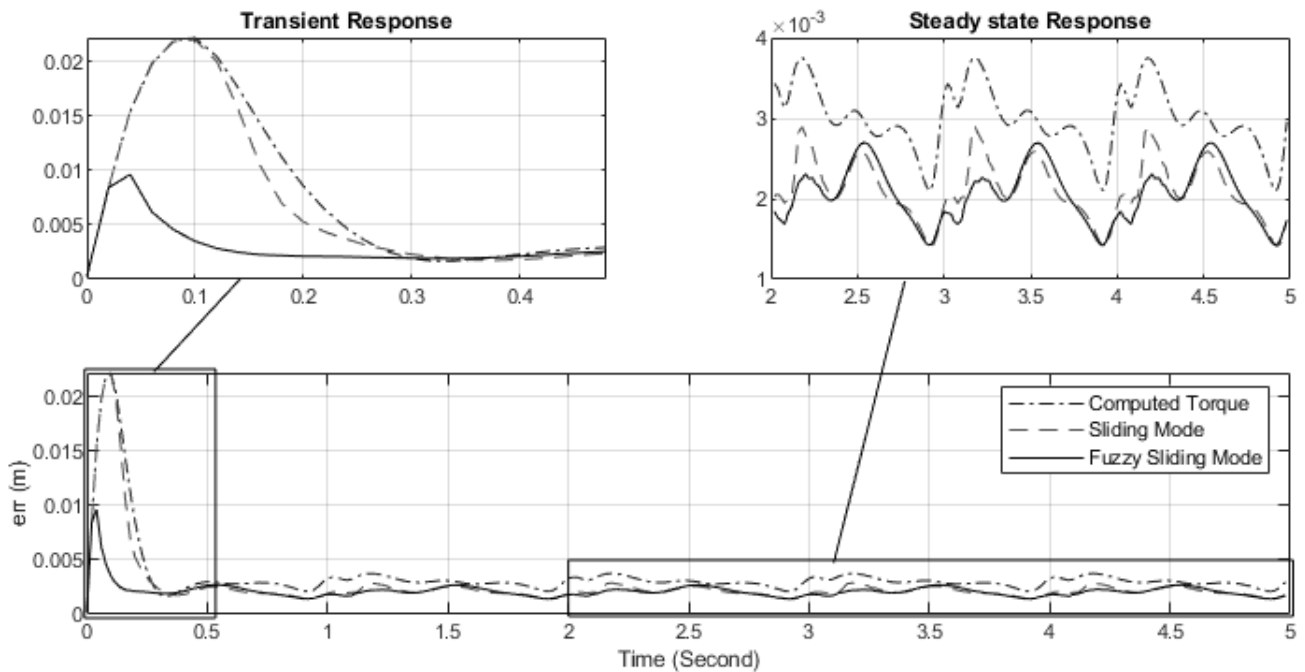 Transient Response
0.02
0.015
0.01
0.005
0
0 0.1 0.2 0.3 0.4
Steady state Response
×10⁻³
4
3
2
1
2 2.5 3 3.5 4 4.5 5
err (m)
0.02
0.015
0.01
0.005
0
Computed Torque
Sliding Mode
Fuzzy Sliding Mode
0 0.5 1 1.5 2 2.5 3 3.5 4 4.5 5
Time (Second)